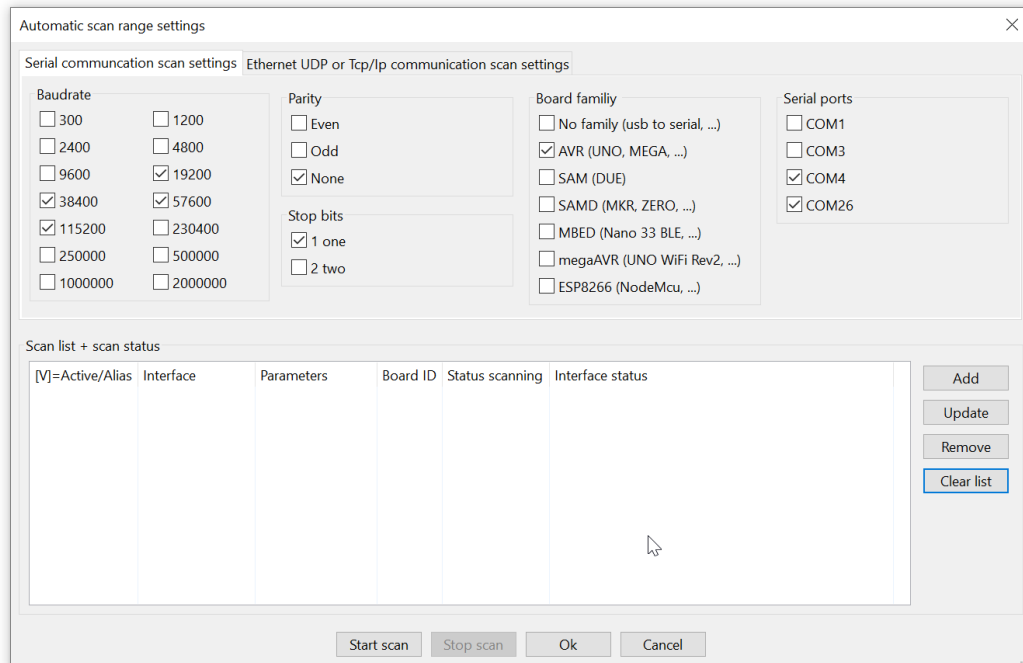 Automatic scan range settings
Serial communcation scan settings
Ethernet UDP or Tcp/Ip communication scan settings
Baudrate
300
1200
2400
4800
9600
19200
38400
57600
115200
230400
250000
500000
1000000
2000000
Parity
Even
Odd
None
Stop bits
1 one
2 two
Board familiy
No family (usb to serial, ...)
AVR (UNO, MEGA, ...)
SAM (DUE)
SAMD (MKR, ZERO, ...)
MBED (Nano 33 BLE, ...)
megaAVR (UNO WiFi Rev2, ...)
ESP8266 (NodeMcu, ...)
Serial ports
COM1
COM3
COM4
COM26
Scan list + scan status
[V]=Active/Alias
Interface
Parameters
Board ID
Status scanning
Interface status
Add
Update
Remove
Clear list
Start scan
Stop scan
Ok
Cancel